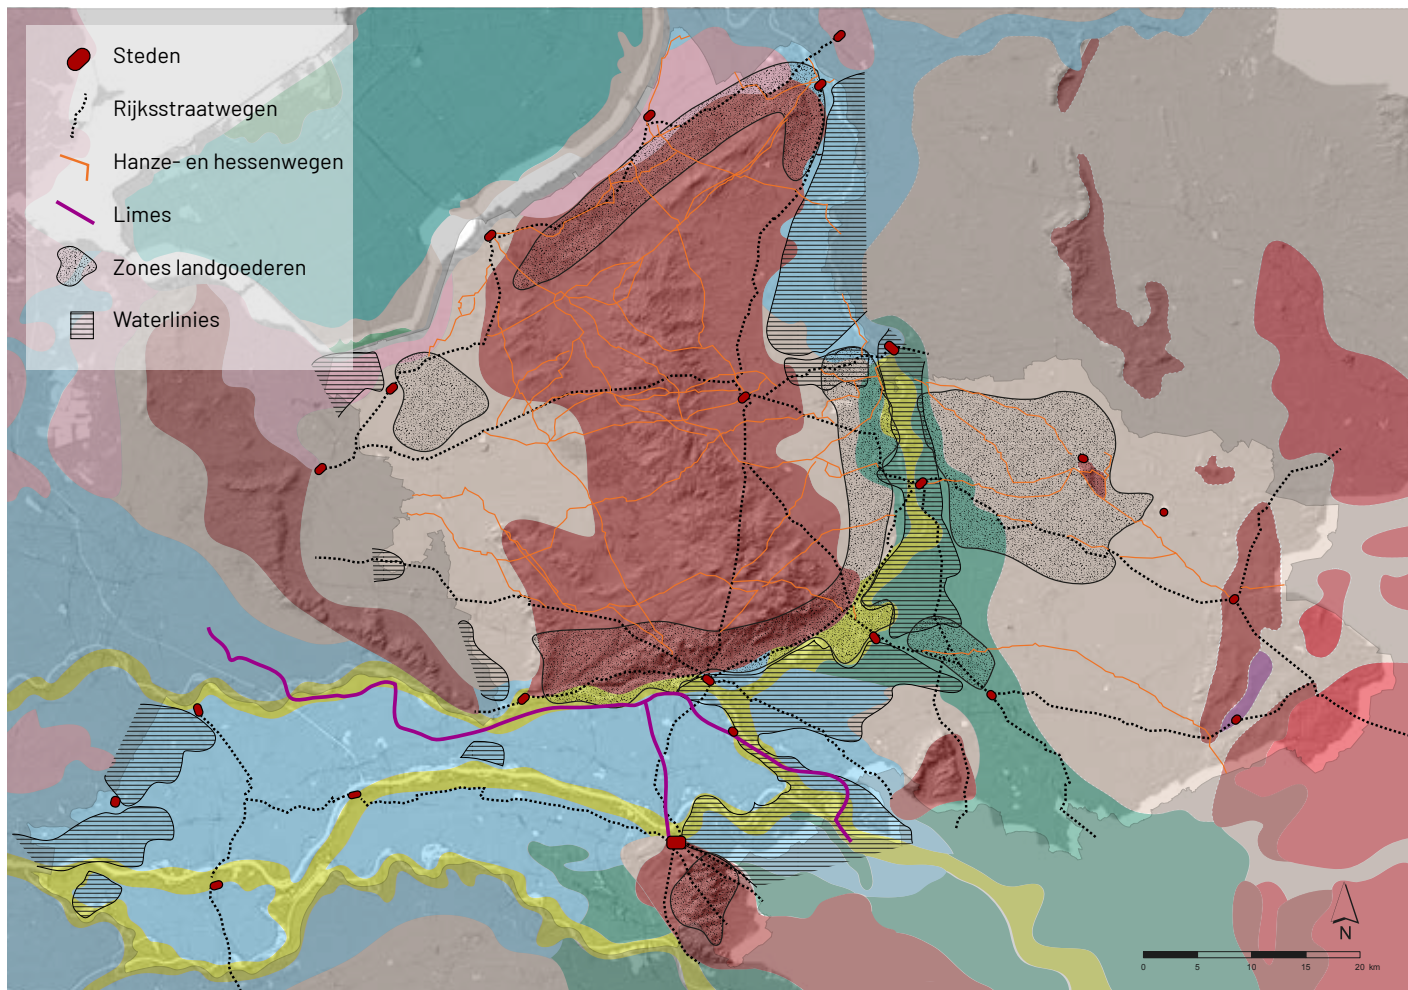 Steden
Rijksstraatwegen
Hanze- en hessenwegen
Limes
Zones landgoederen
Waterlinies
N
0 5 10 15 20 km